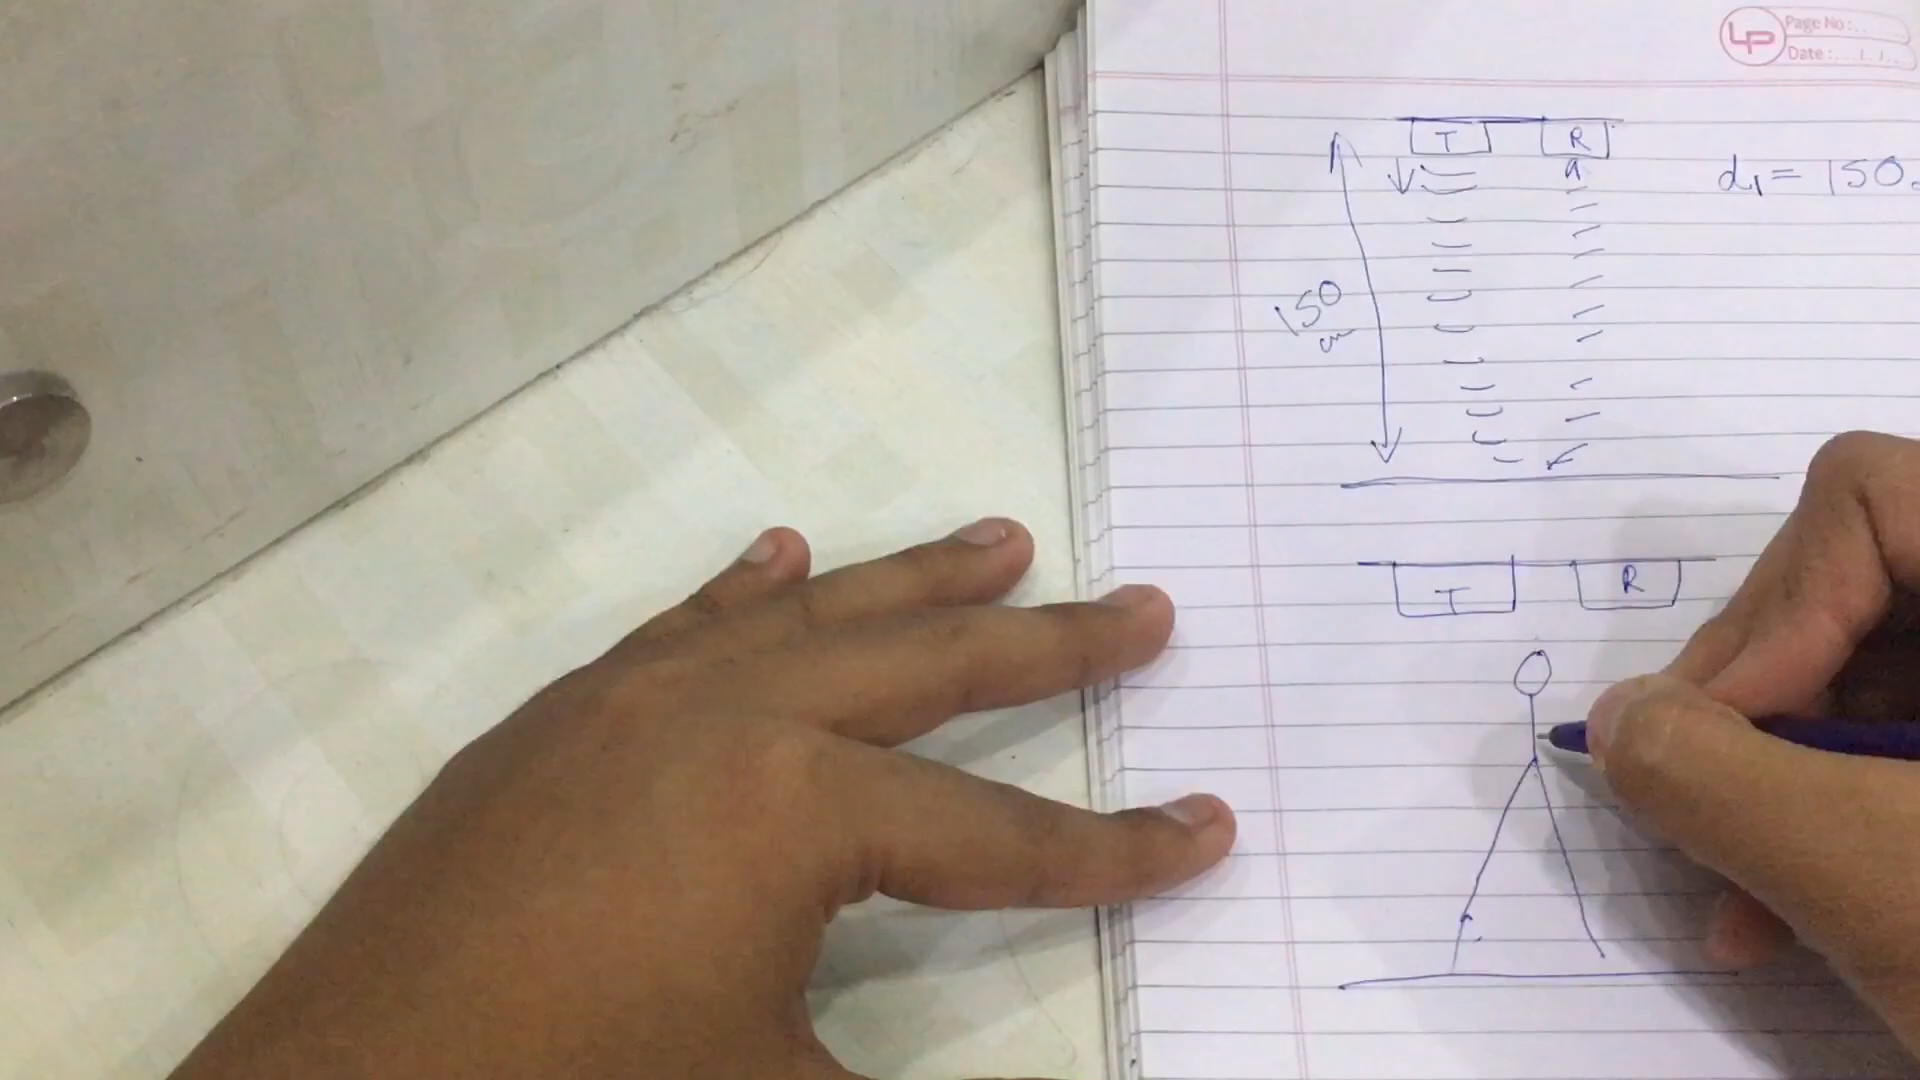 LP Page No :
Date :
T R
d1 = 150
150
cm
T R